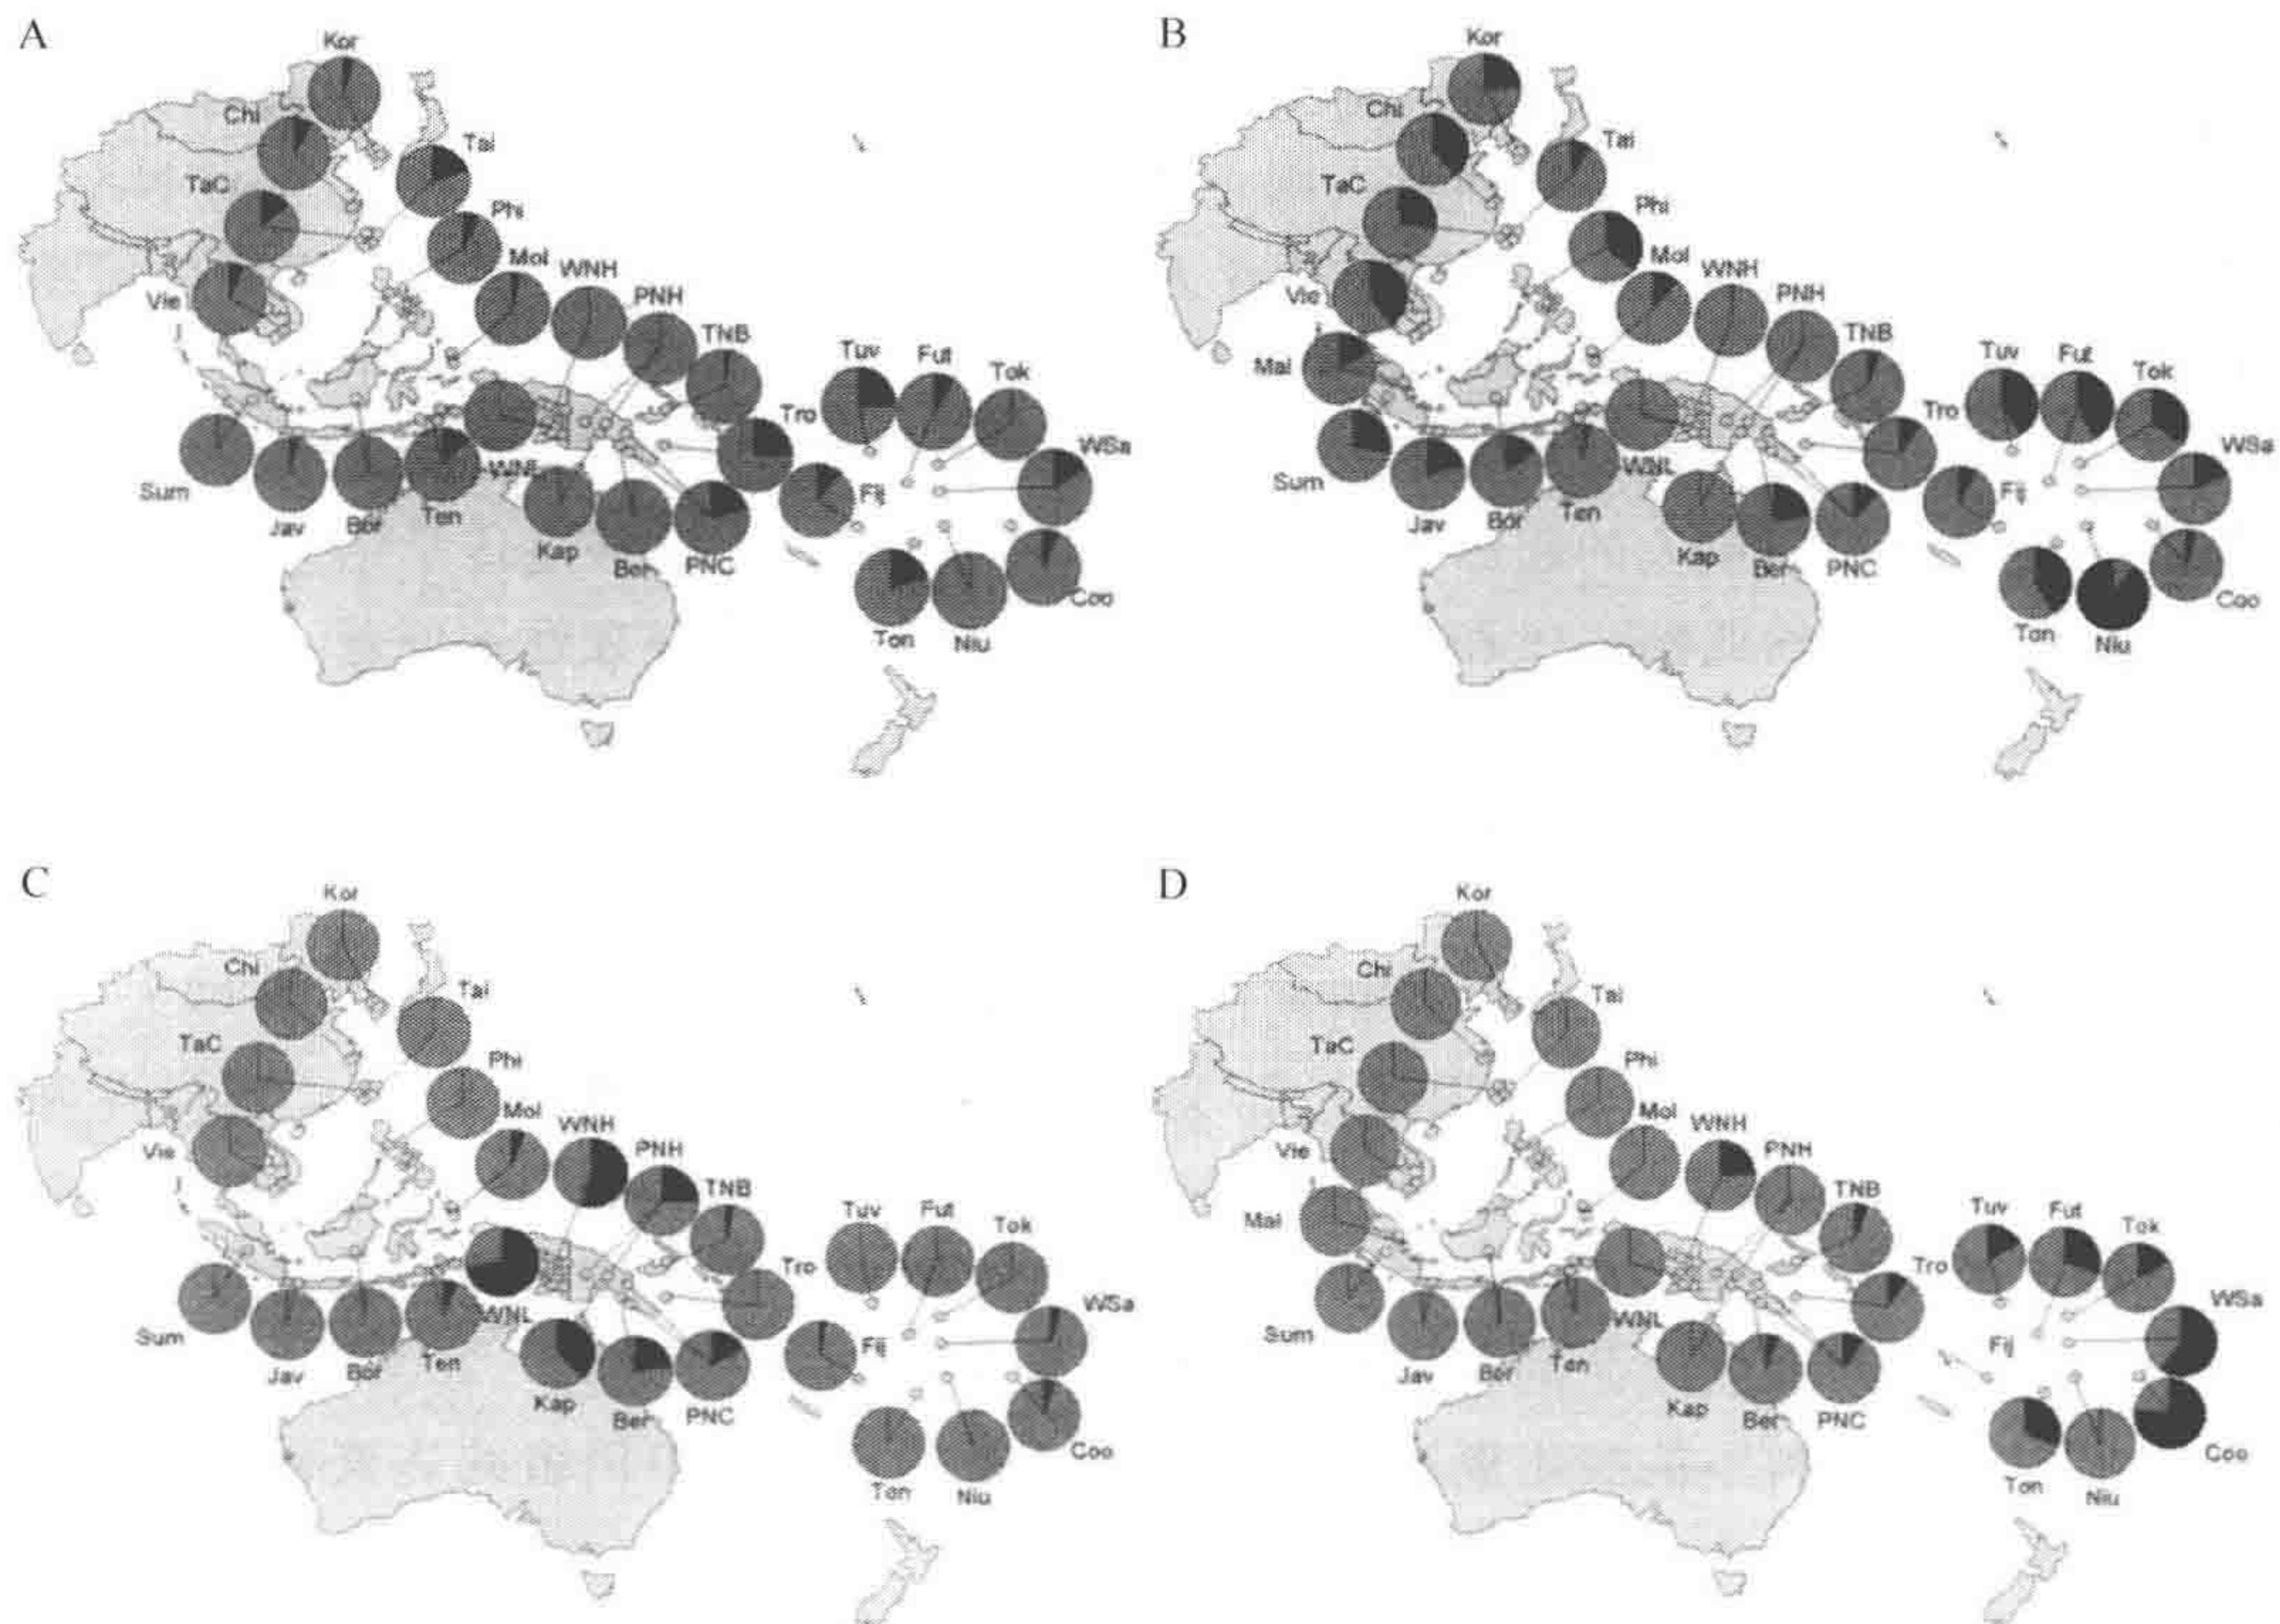 A
Kor
Chi
Tai
TaC
Phi
Vie
Mol
WNH
PNH
TNB
Tuv
Fut
Tok
Tro
WSa
Sum
Jav
Bor
Ten
WNL
Kap
Ber
PNC
Fij
Ton
Niu
Coo
B
Kor
Chi
Tai
TaC
Phi
Vie
Mol
WNH
PNH
TNB
Mal
Tuv
Fut
Tok
Tro
WSa
Sum
Jav
Bor
Ten
WNL
Kap
Ber
PNC
Fij
Ton
Niu
Coo
C
Kor
Chi
Tai
TaC
Phi
Vie
Mol
WNH
PNH
TNB
Tuv
Fut
Tok
Tro
WSa
Sum
Jav
Bor
Ten
WNL
Kap
Ber
PNC
Fij
Ton
Niu
Coo
D
Kor
Chi
Tai
TaC
Phi
Vie
Mol
WNH
PNH
TNB
Mal
Tuv
Fut
Tok
Tro
WSa
Sum
Jav
Bor
Ten
WNL
Kap
Ber
PNC
Fij
Ton
Niu
Coo